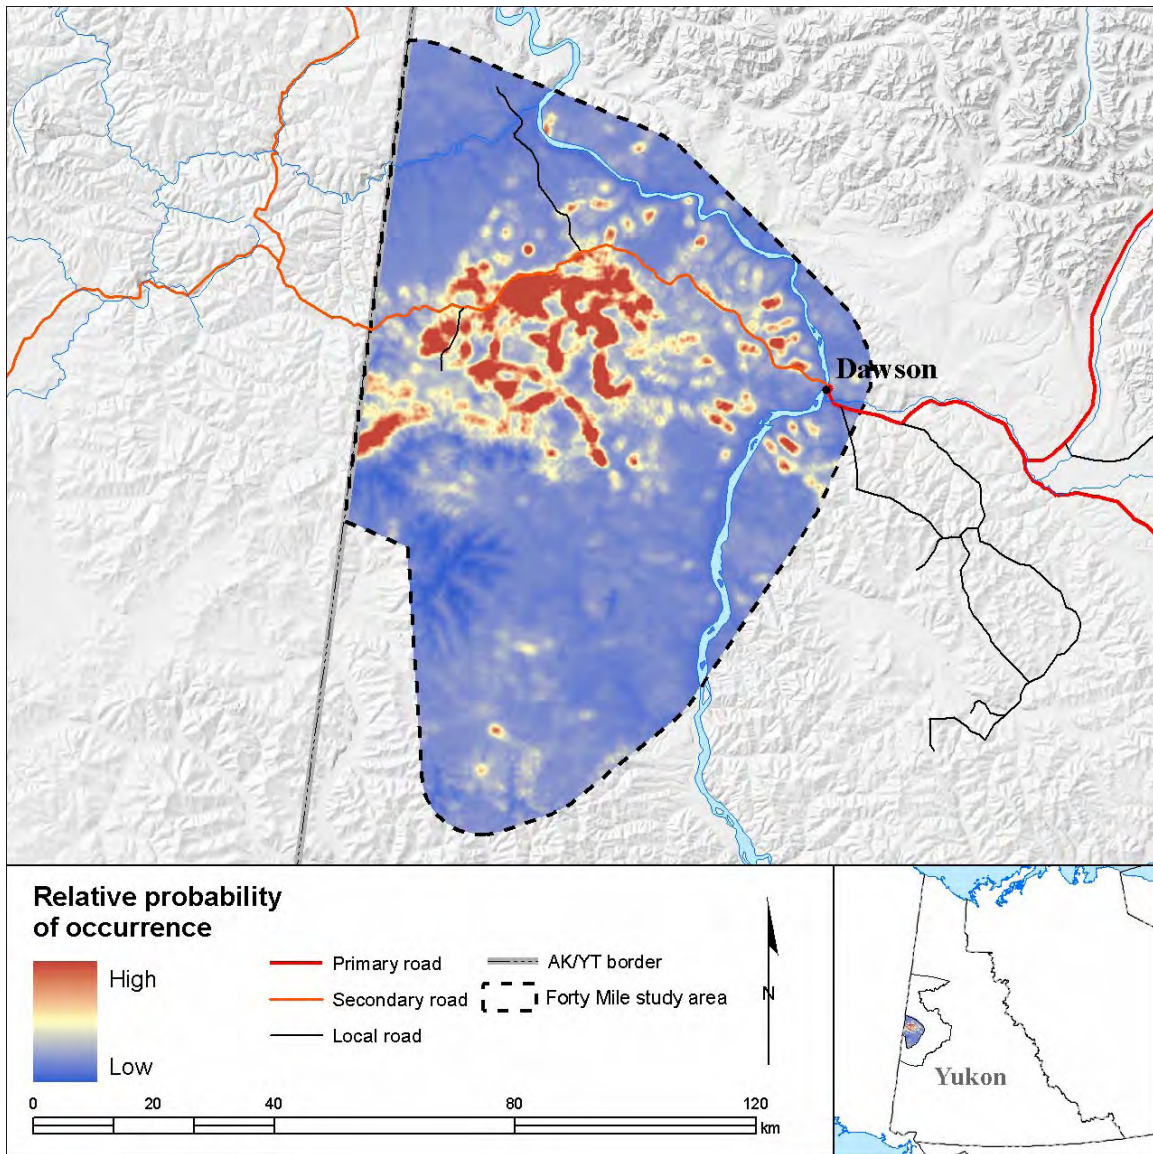 Dawson
Relative probability
of occurrence
High
Low
Primary road
Secondary road
Local road
AK/YT border
Forty Mile study area
N
0 20 40 80 120
km
Yukon